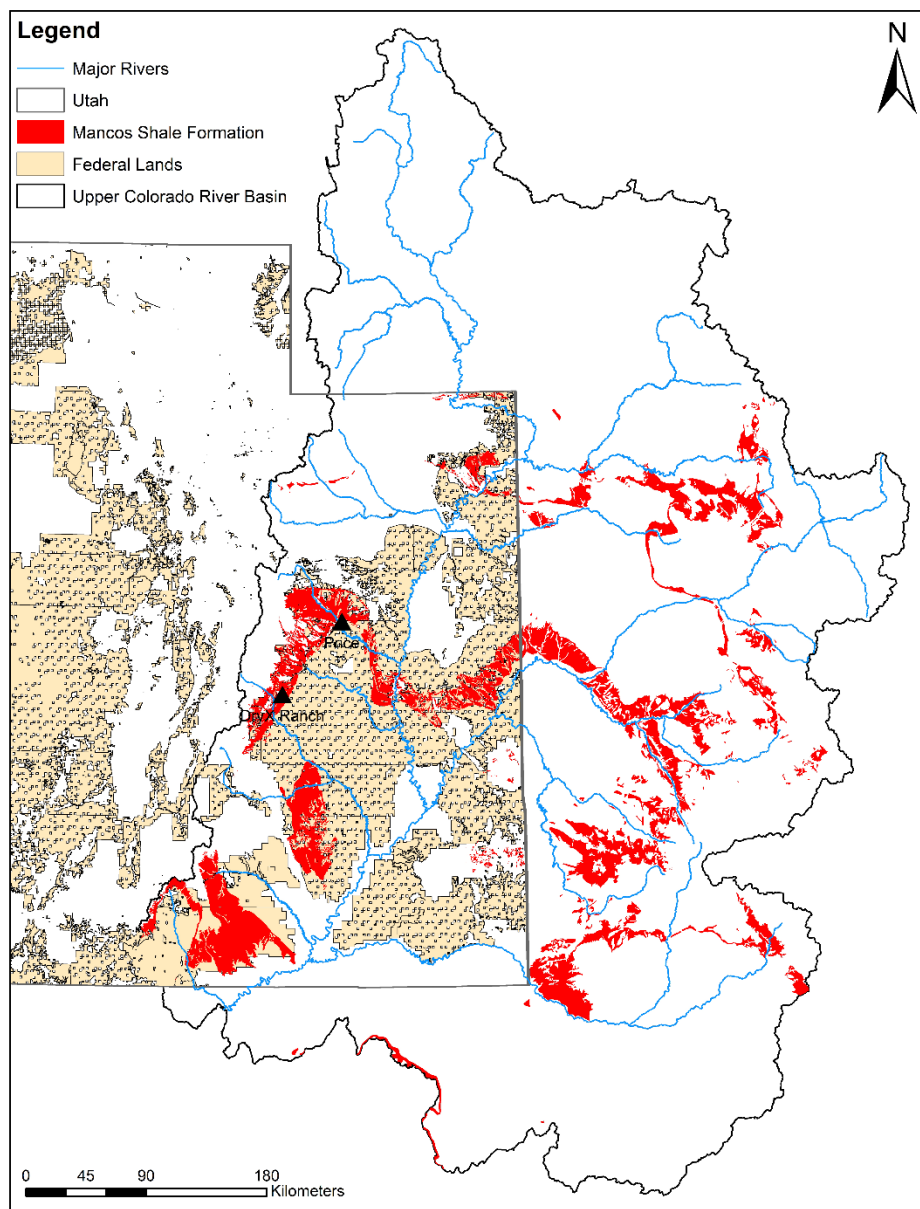 Legend
Major Rivers
Utah
Mancos Shale Formation
Federal Lands
Upper Colorado River Basin
N
Price
OryX Ranch
0 45 90 180
Kilometers